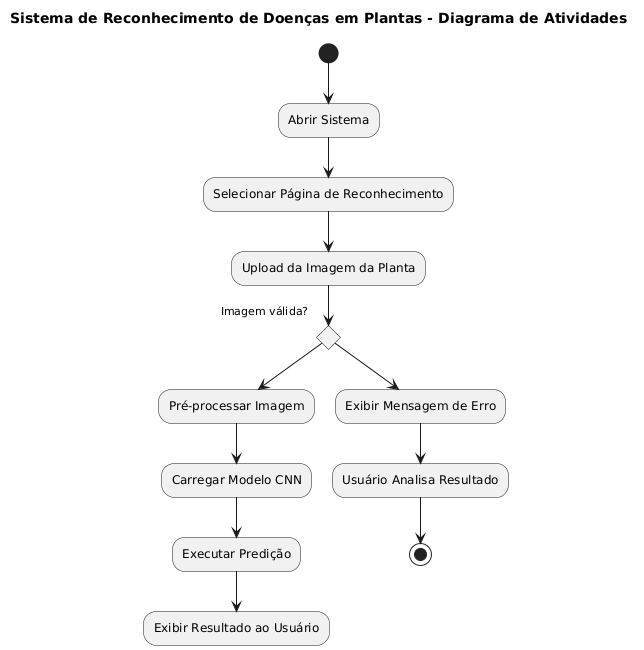 Sistema de Reconhecimento de Doenças em Plantas - Diagrama de Atividades
Abrir Sistema
Selecionar Página de Reconhecimento
Upload da Imagem da Planta
Imagem válida?
Pré-processar Imagem
Exibir Mensagem de Erro
Carregar Modelo CNN
Usuário Analisa Resultado
Executar Predição
Exibir Resultado ao Usuário